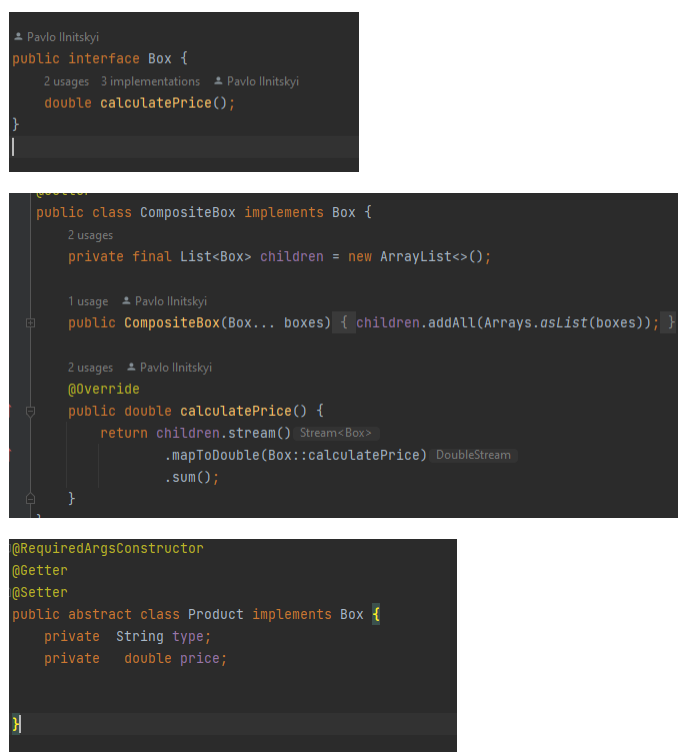 Pavlo Ilnitskyi
public interface Box {
2 usages 3 implementations Pavlo Ilnitskyi
double calculatePrice();
}
public class CompositeBox implements Box {
2 usages
private final List<Box> children = new ArrayList<>();
1 usage Pavlo Ilnitskyi
public CompositeBox(Box... boxes) { children.addAll(Arrays.asList(boxes)); }
2 usages Pavlo Ilnitskyi
@Override
public double calculatePrice() {
return children.stream() Stream<Box>
.mapToDouble(Box::calculatePrice) DoubleStream
.sum();
}
@RequiredArgsConstructor
@Getter
@Setter
public abstract class Product implements Box {
private String type;
private double price;
}